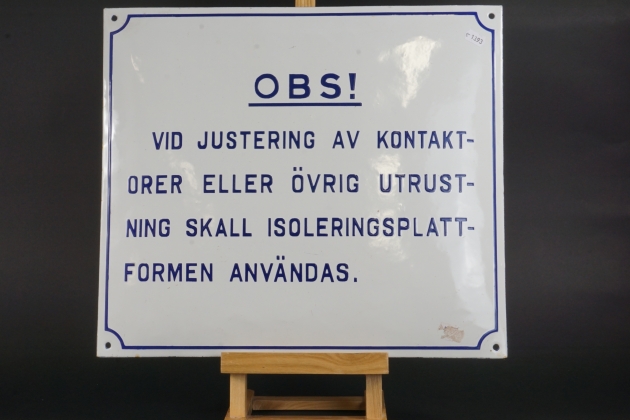 OBS!
VID JUSTERING AV KONTAKT-
ORER ELLER ÖVRIG UTRUST-
NING SKALL ISOLERINGSPLATT-
FORMEN ANVÄNDAS.